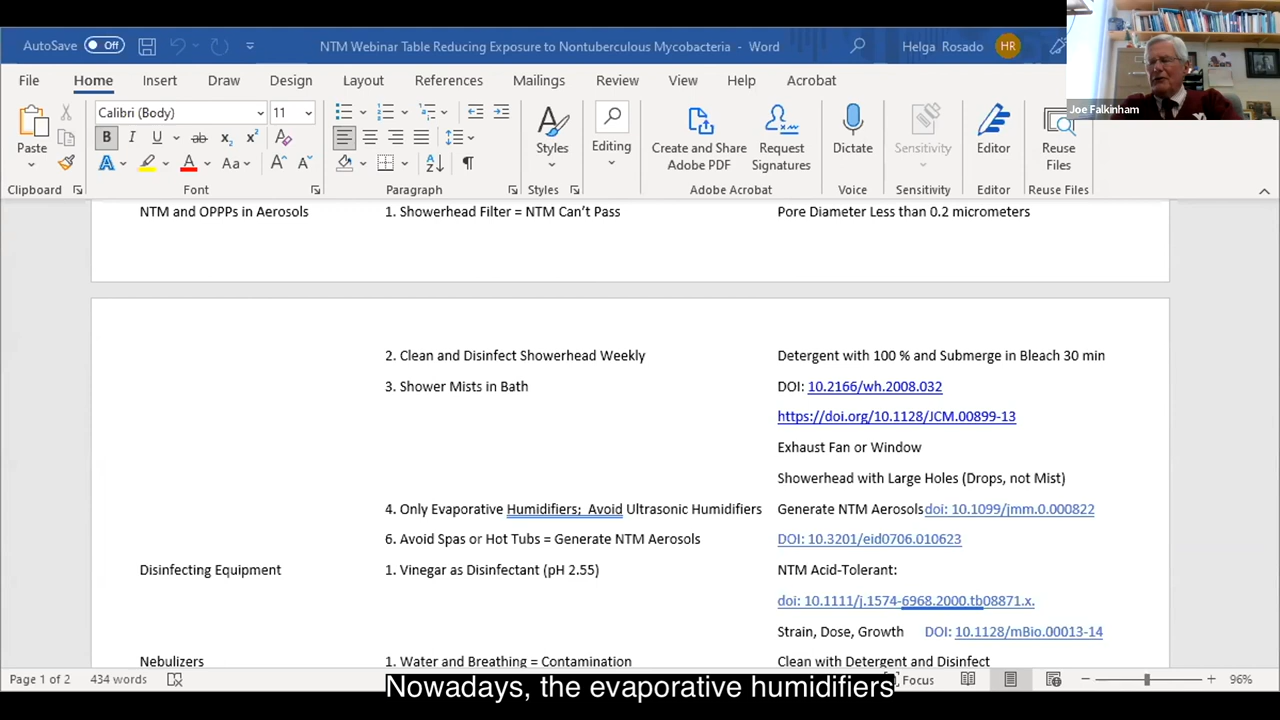 AutoSave Off NTM Webinar Table Reducing Exposure to Nontuberculous Mycobacteria - Word Helga Rosado HR
File Home Insert Draw Design Layout References Mailings Review View Help Acrobat
Joe Falkinham
Calibri (Body) 11
Paste Styles Editing Create and Share Adobe PDF Request Signatures Dictate Sensitivity Editor Reuse Files
Clipboard Font Paragraph Styles Adobe Acrobat Voice Sensitivity Editor Reuse Files
NTM and OPPPs in Aerosols 1. Showerhead Filter = NTM Can't Pass Pore Diameter Less than 0.2 micrometers
2. Clean and Disinfect Showerhead Weekly Detergent with 100 % and Submerge in Bleach 30 min
3. Shower Mists in Bath DOI: 10.2166/wh.2008.032
https://doi.org/10.1128/JCM.00899-13
Exhaust Fan or Window
Showerhead with Large Holes (Drops, not Mist)
4. Only Evaporative Humidifiers; Avoid Ultrasonic Humidifiers Generate NTM Aerosolsdoi: 10.1099/jmm.0.000822
6. Avoid Spas or Hot Tubs = Generate NTM Aerosols DOI: 10.3201/eid0706.010623
Disinfecting Equipment 1. Vinegar as Disinfectant (pH 2.55) NTM Acid-Tolerant:
doi: 10.1111/j.1574-6968.2000.tb08871.x.
Strain, Dose, Growth DOI: 10.1128/mBio.00013-14
Nebulizers 1. Water and Breathing = Contamination Clean with Detergent and Disinfect
Page 1 of 2 434 words Focus 96%
Nowadays, the evaporative humidifiers